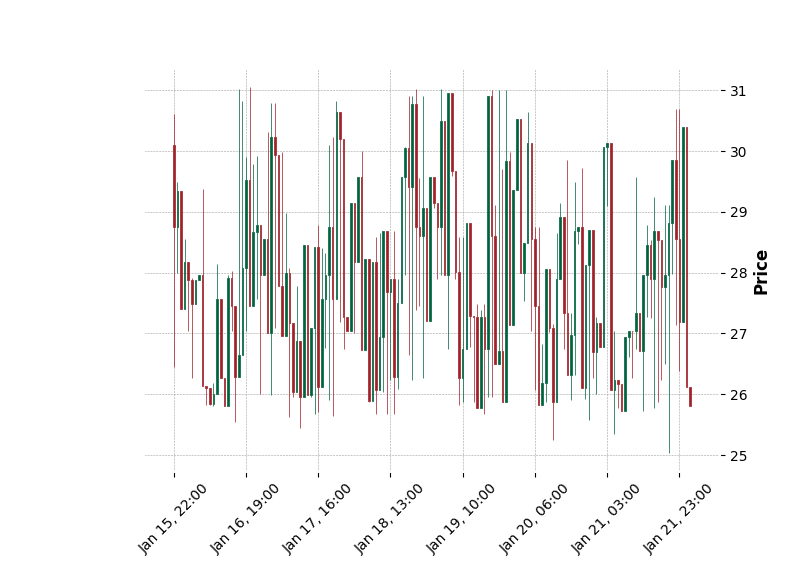 31
30
29
28
27
26
25
Price
Jan 15, 22:00
Jan 16, 19:00
Jan 17, 16:00
Jan 18, 13:00
Jan 19, 10:00
Jan 20, 06:00
Jan 21, 03:00
Jan 21, 23:00